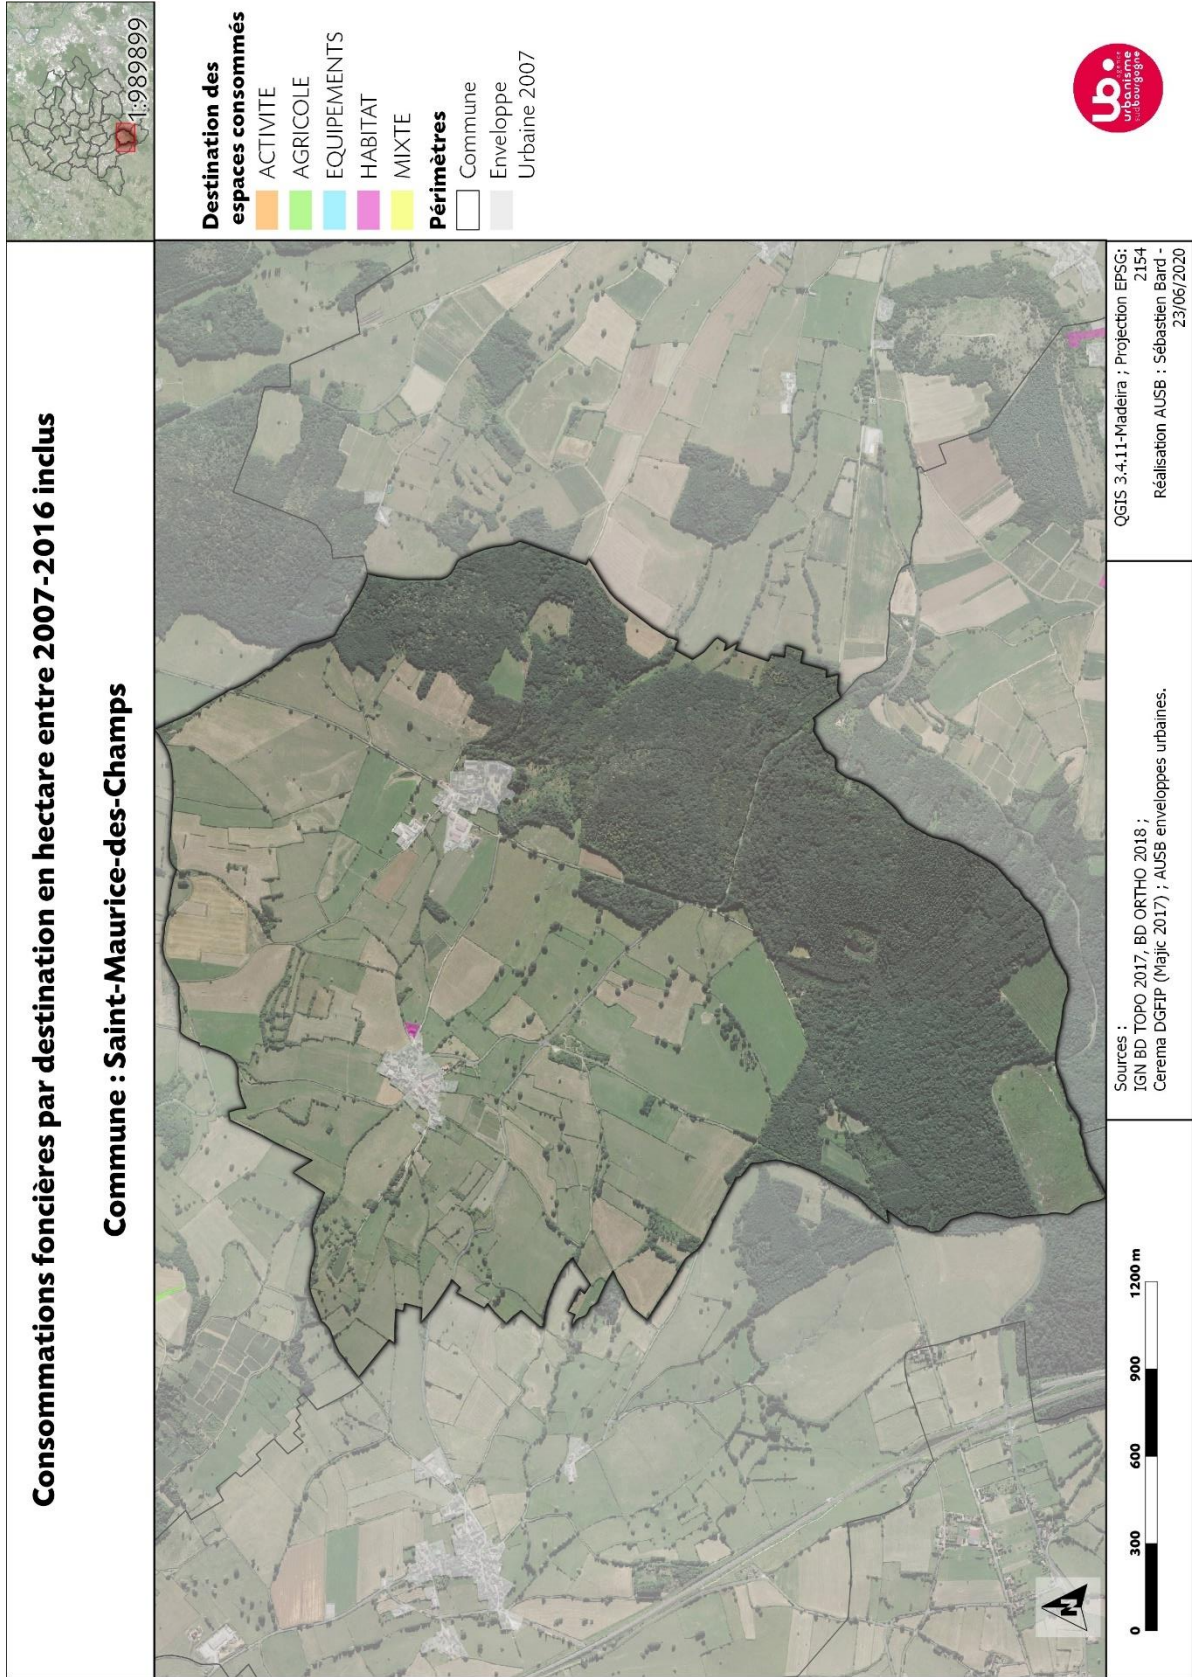 Consommations foncières par destination en hectare entre 2007-2016 inclus
Commune : Saint-Maurice-des-Champs
1:989899
Destination des
espaces consommés
ACTIVITE
AGRICOLE
EQUIPEMENTS
HABITAT
MIXTE
Périmètres
Commune
Enveloppe
Urbaine 2007
ub.
agence
urbanisme
sudbourgogne
N
0 300 600 900 1200 m
Sources :
IGN BD TOPO 2017, BD ORTHO 2018 ;
Cerema DGFIP (Majic 2017) ; AUSB enveloppes urbaines.
QGIS 3.4.11-Madeira ; Projection EPSG:
2154
Réalisation AUSB : Sébastien Bard -
23/06/2020